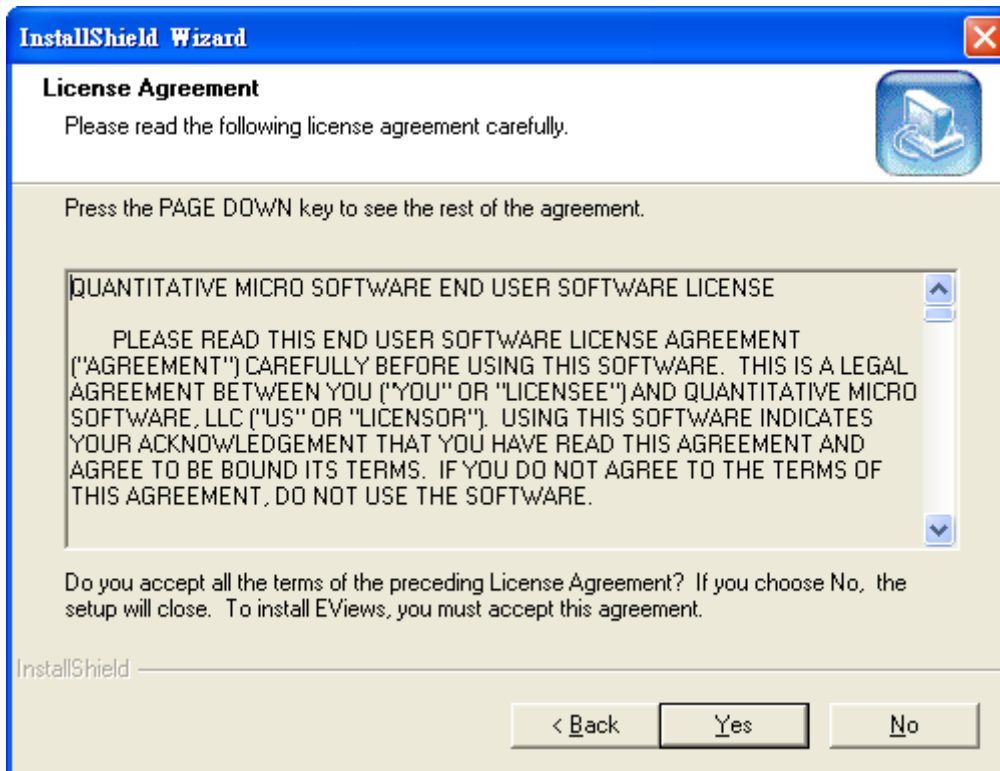 InstallShield Wizard
License Agreement
Please read the following license agreement carefully.
Press the PAGE DOWN key to see the rest of the agreement.
QUANTITATIVE MICRO SOFTWARE END USER SOFTWARE LICENSE
PLEASE READ THIS END USER SOFTWARE LICENSE AGREEMENT
("AGREEMENT") CAREFULLY BEFORE USING THIS SOFTWARE.  THIS IS A LEGAL
AGREEMENT BETWEEN YOU ("YOU" OR "LICENSEE") AND QUANTITATIVE MICRO
SOFTWARE, LLC ("US" OR "LICENSOR").  USING THIS SOFTWARE INDICATES
YOUR ACKNOWLEDGEMENT THAT YOU HAVE READ THIS AGREEMENT AND
AGREE TO BE BOUND ITS TERMS.  IF YOU DO NOT AGREE TO THE TERMS OF
THIS AGREEMENT, DO NOT USE THE SOFTWARE.
Do you accept all the terms of the preceding License Agreement?  If you choose No,  the
setup will close.  To install EViews, you must accept this agreement.
InstallShield
< Back
Yes
No